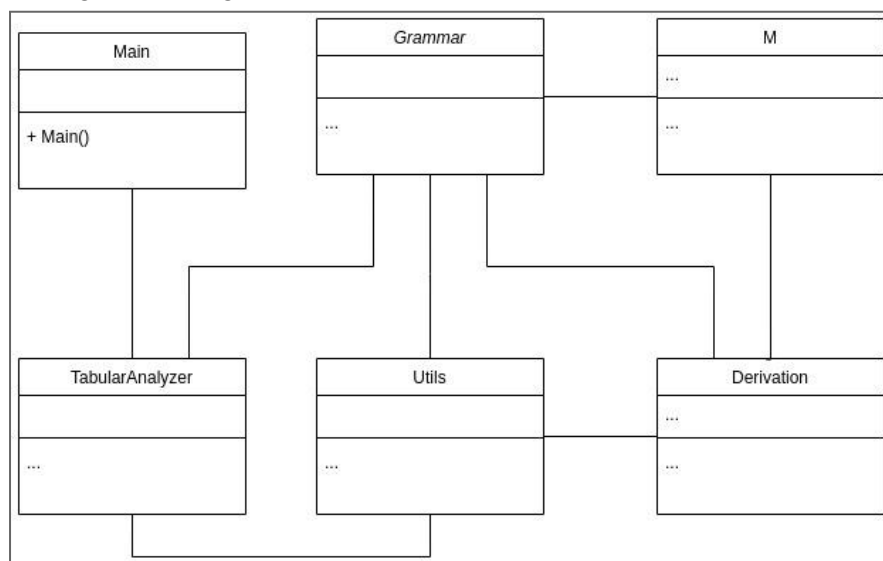 Main
+ Main()
Grammar
...
M
...
...
TabularAnalyzer
...
Utils
...
Derivation
...
...